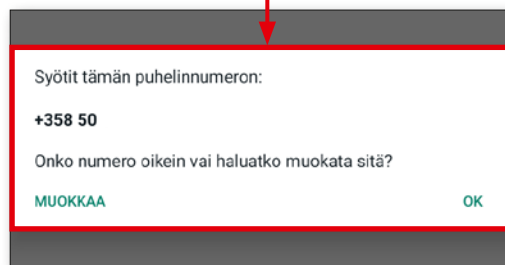 Syötit tämän puhelinnumeron:
+358 50
Onko numero oikein vai haluatko muokata sitä?
MUOKKAA OK